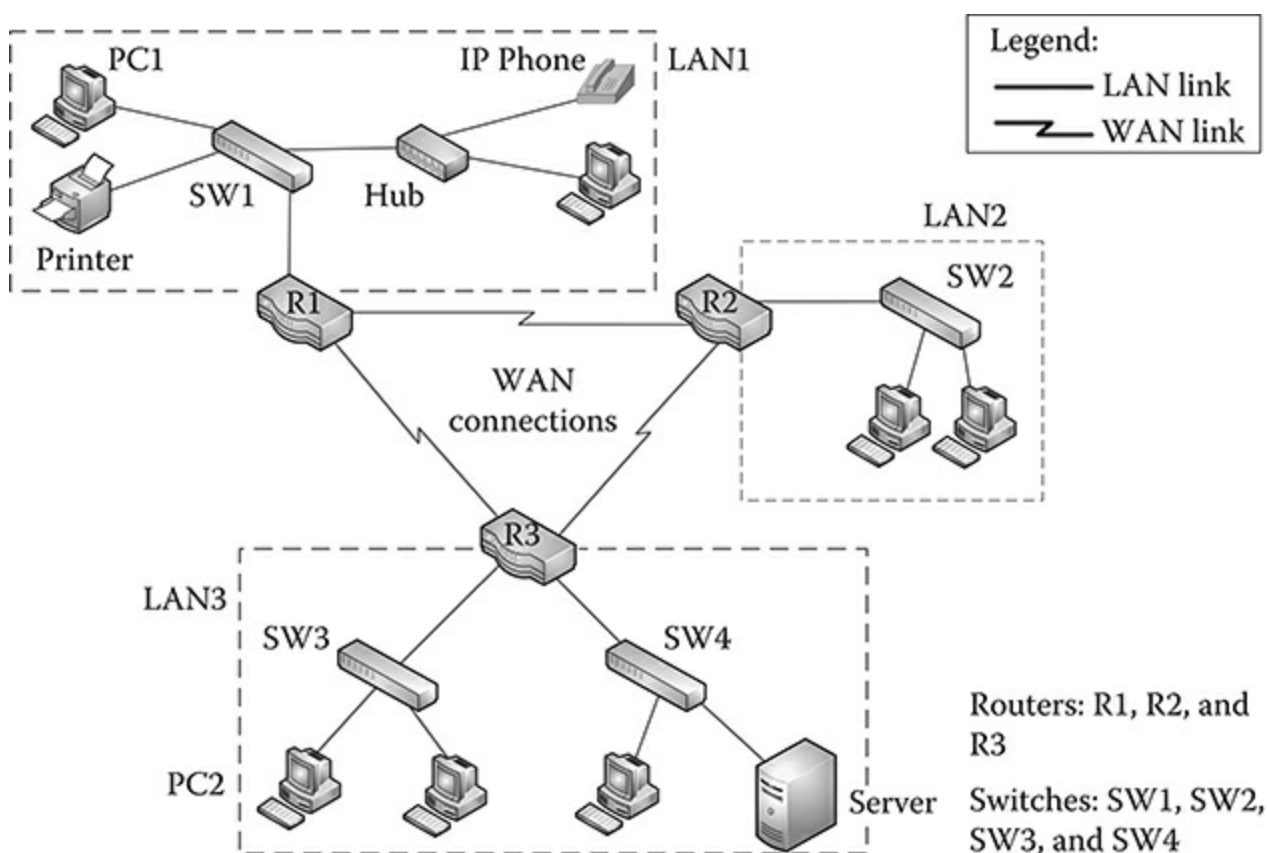 PC1
IP Phone
LAN1
Legend:
LAN link
WAN link
SW1
Hub
Printer
LAN2
SW2
R1
R2
WAN
connections
R3
LAN3
SW3
SW4
PC2
Server
Routers: R1, R2, and
R3
Switches: SW1, SW2,
SW3, and SW4